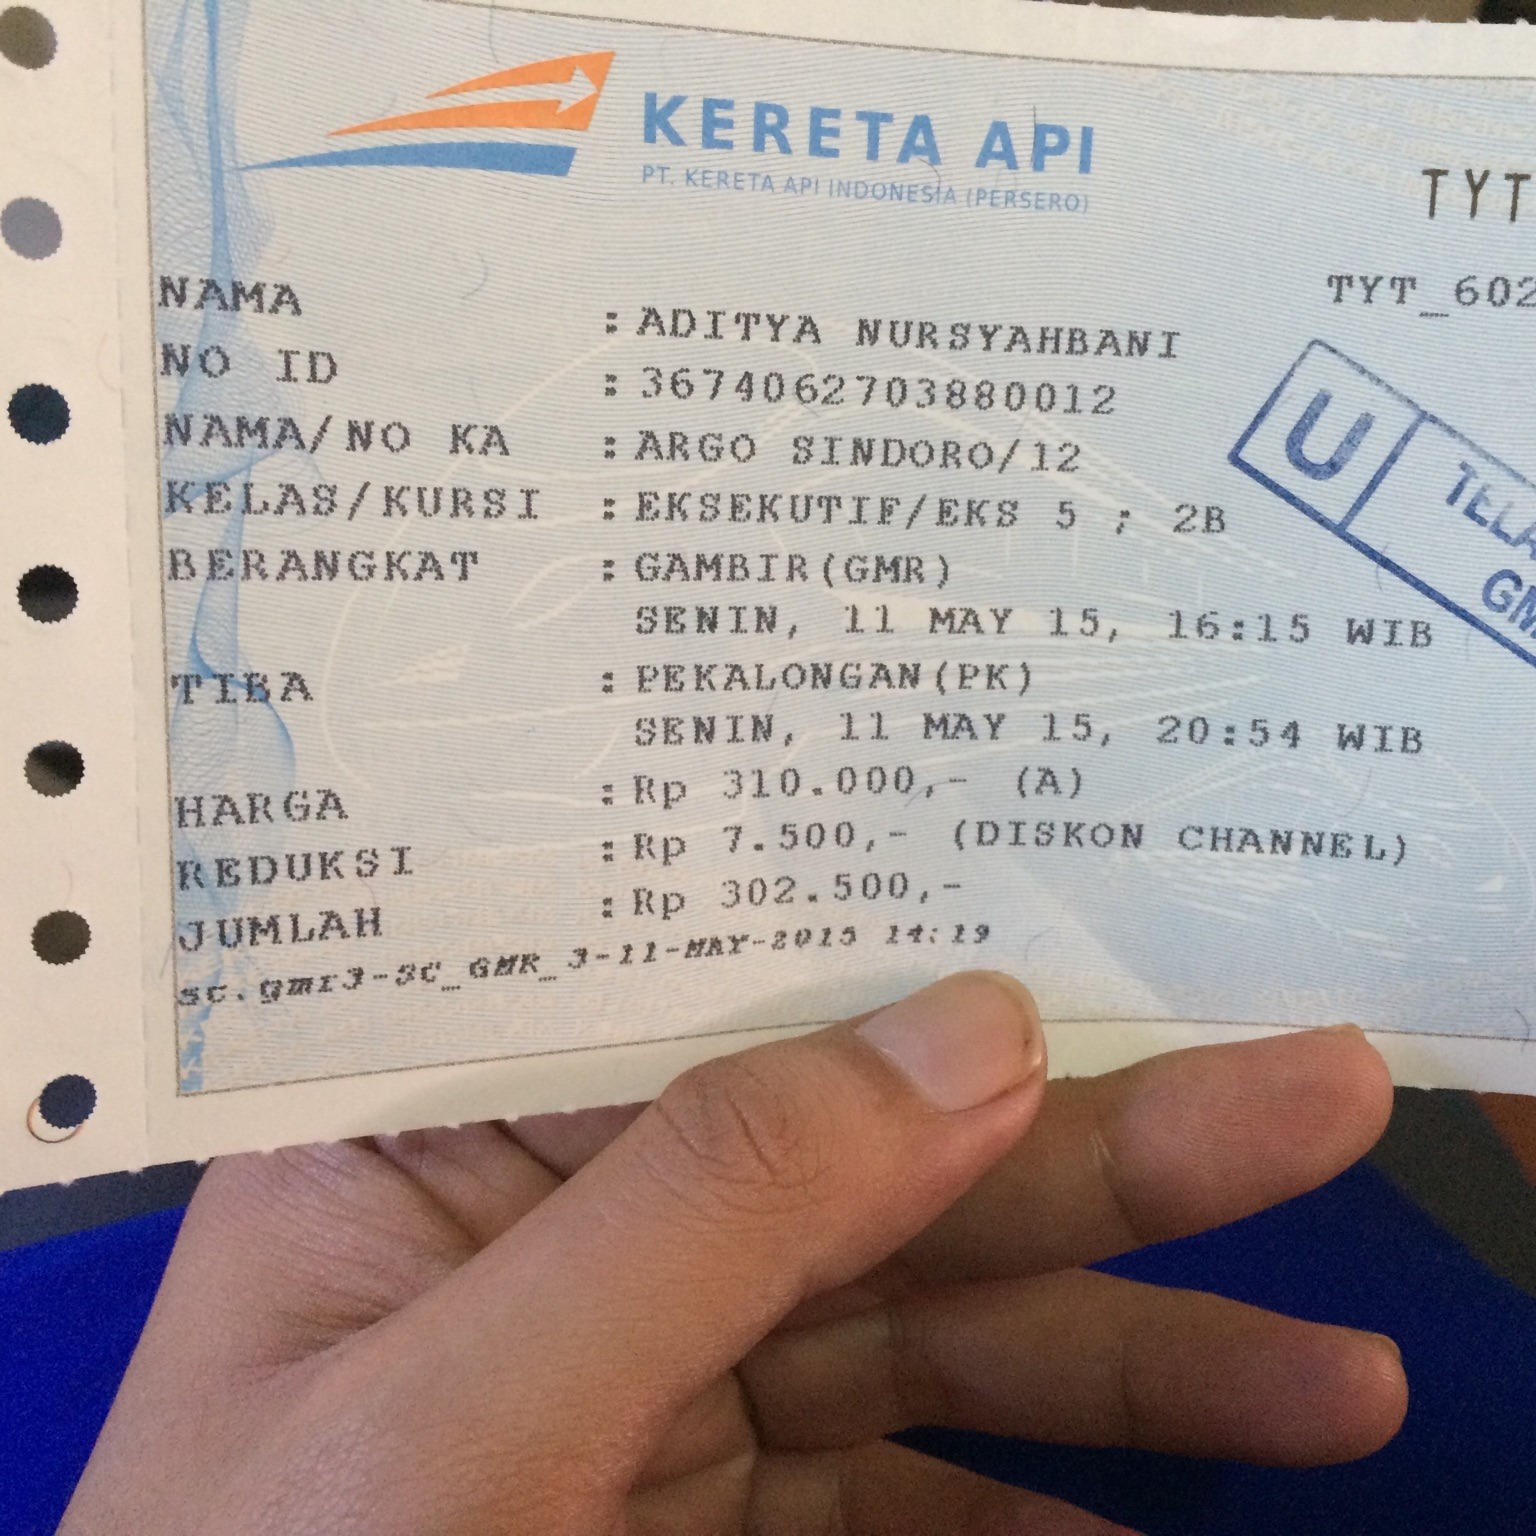 KERETA API
PT. KERETA API INDONESIA (PERSERO)
TYT
TYT_602
NAMA : ADITYA NURSYAHBANI
NO ID : 3674062703880012
NAMA/NO KA : ARGO SINDORO/12
KELAS/KURSI : EKSEKUTIF/EKS 5 ; 2B
BERANGKAT : GAMBIR(GMR)
SENIN, 11 MAY 15, 16:15 WIB
TIBA : PEKALONGAN(PK)
SENIN, 11 MAY 15, 20:54 WIB
HARGA : Rp 310.000,- (A)
REDUKSI : Rp 7.500,- (DISKON CHANNEL)
JUMLAH : Rp 302.500,-
sc.gmr3-SC_GMR_3-11-MAY-2015 14:19
U
TELA
GM